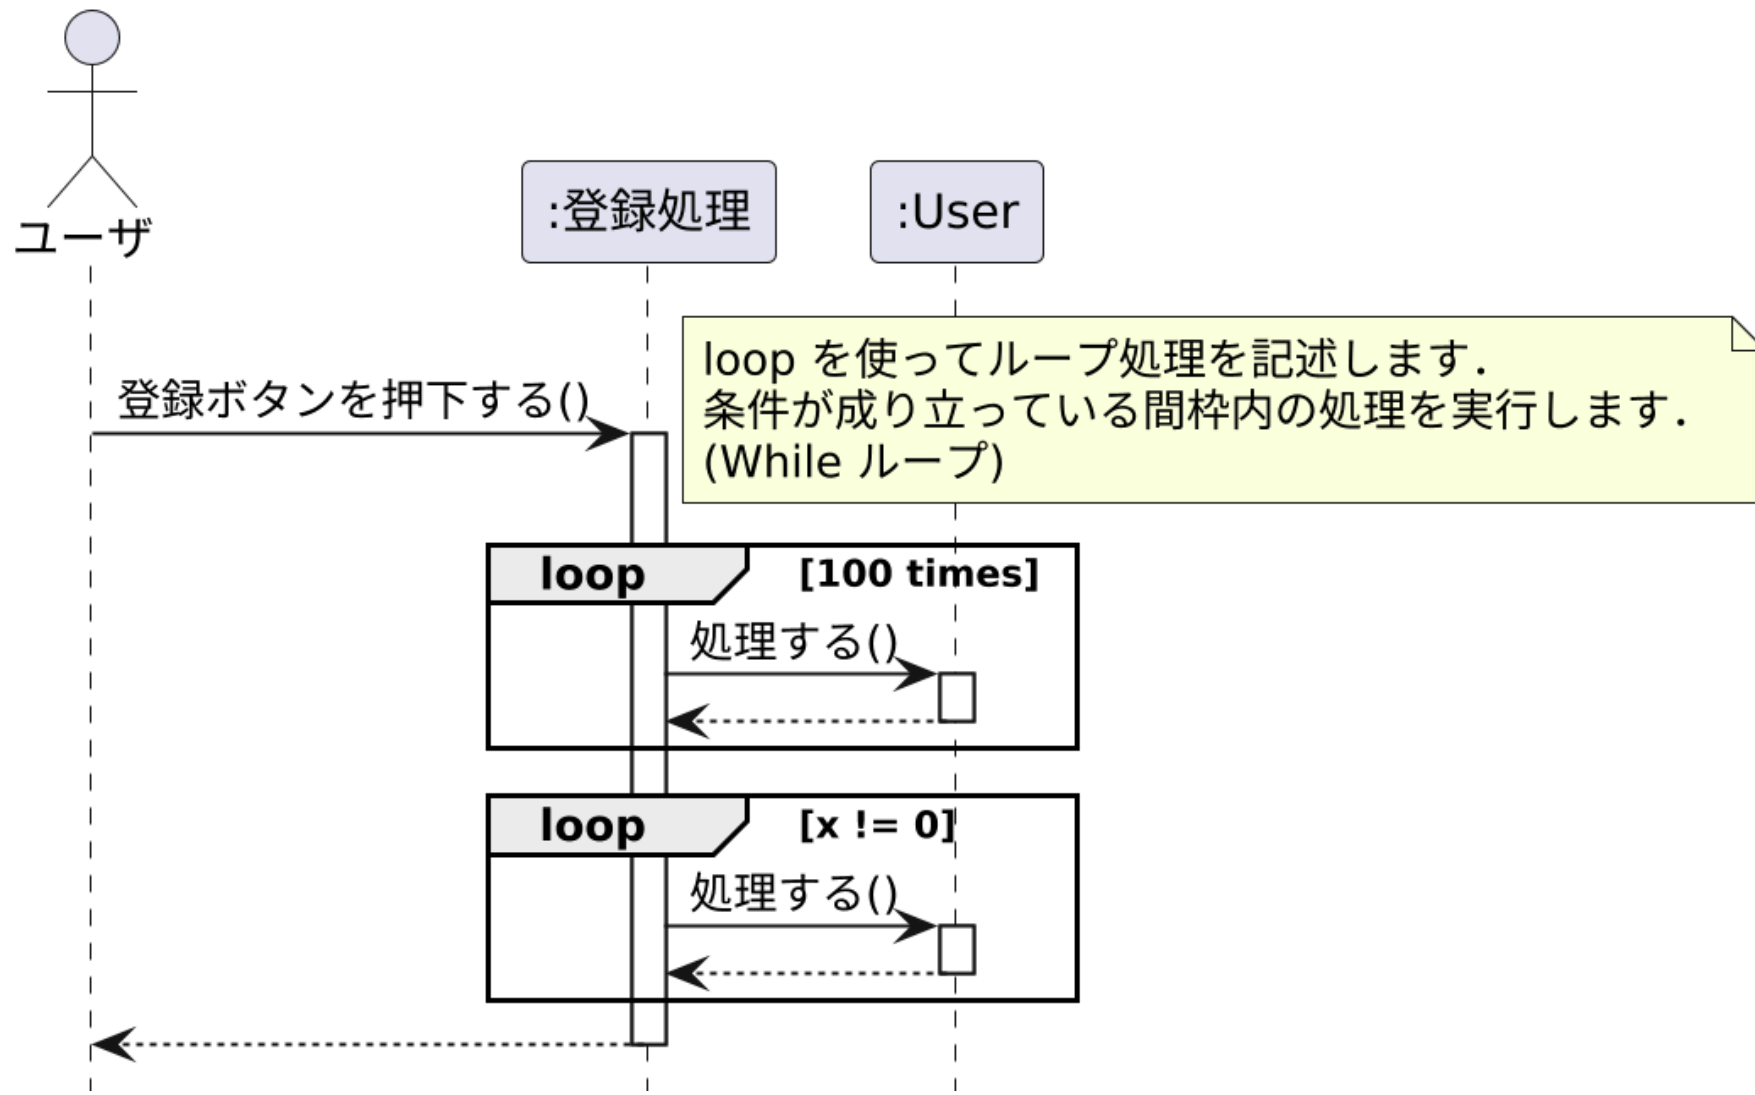 ユーザ
:登録処理
:User
loop を使ってループ処理を記述します．
条件が成り立っている間枠内の処理を実行します．
(While ループ)
登録ボタンを押下する()
loop [100 times]
処理する()
loop [x != 0]
処理する()